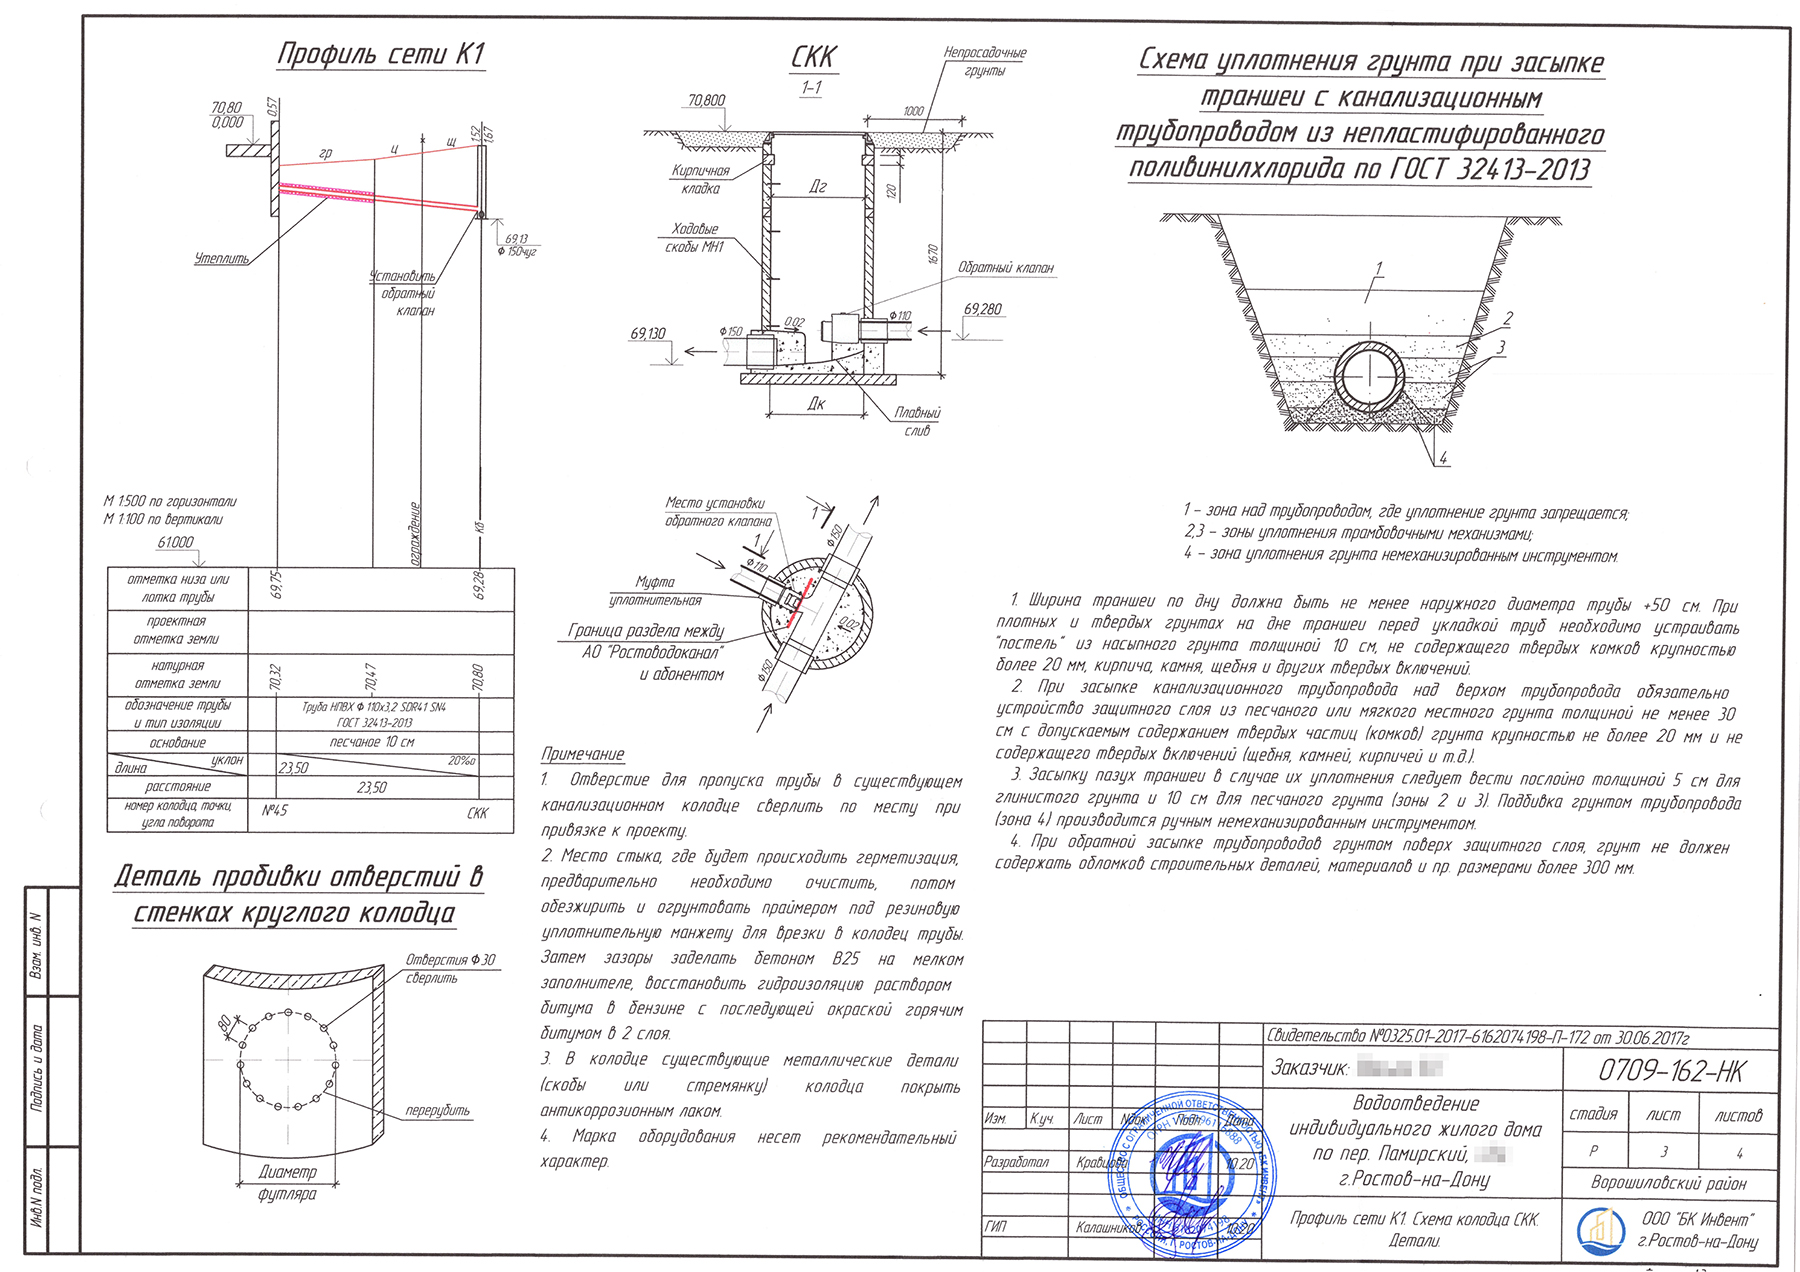 Профиль сети К1
70,80
0,000
0,57
гр
ц
щ
1,52
1,67
69,13
Ф 150чуг
Утеплить
Установить
обратный
клапан
М 1:500 по горизонтали
М 1:100 по вертикали
61.000
ограждение
кб
отметка низа или
лотка трубы
69,75
69,28
проектная
отметка земли
натурная
отметка земли
70,32
70,47
70,80
обозначение трубы
и тип изоляции
Труба НПВХ Ф 110х3,2 SDR41 SN4
ГОСТ 32413-2013
основание
песчаное 10 см
уклон
длина
23,50
20‰
расстояние
23,50
номер колодца, точки,
угла поворота
№45
СКК
Деталь пробивки отверстий в
стенках круглого колодца
Отверстия Ф30
сверлить
80
перерубить
Диаметр
футляра
СКК
1-1
Непросадочные
грунты
70,800
1000
Кирпичная
кладка
Дг
120
Ходовые
скобы МН1
1670
Обратный клапан
69,130
Ф150
0.02
Ф110
69,280
Дк
Плавный
слив
Место установки
обратного клапана
1
1
Ф150
Ф110
Муфта
уплотнительная
0.02
Граница раздела между
АО "Ростоводоканал"
и абонентом
Ф150
Примечание
1. Отверстие для пропуска трубы в существующем
канализационном колодце сверлить по месту при
привязке к проекту.
2. Место стыка, где будет происходить герметизация,
предварительно необходимо очистить, потом
обезжирить и огрунтовать праймером под резиновую
уплотнительную манжету для врезки в колодец трубы.
Затем зазоры заделать бетоном В25 на мелком
заполнителе, восстановить гидроизоляцию раствором
битума в бензине с последующей окраской горячим
битумом в 2 слоя.
3. В колодце существующие металлические детали
(скобы или стремянку) колодца покрыть
антикоррозионным лаком.
4. Марка оборудования несет рекомендательный
характер.
Схема уплотнения грунта при засыпке
траншеи с канализационным
трубопроводом из непластифированного
поливинилхлорида по ГОСТ 32413-2013
1
2
3
4
1 - зона над трубопроводом, где уплотнение грунта запрещается;
2,3 - зоны уплотнения трамбовочными механизмами;
4 - зона уплотнения грунта немеханизированным инструментом.
1. Ширина траншеи по дну должна быть не менее наружного диаметра трубы +50 см. При
плотных и твердых грунтах на дне траншеи перед укладкой труб необходимо устраивать
"постель" из насыпного грунта толщиной 10 см, не содержащего твердых комков крупностью
более 20 мм, кирпича, камня, щебня и других твердых включений.
2. При засыпке канализационного трубопровода над верхом трубопровода обязательно
устройство защитного слоя из песчаного или мягкого местного грунта толщиной не менее 30
см с допускаемым содержанием твердых частиц (комков) грунта крупностью не более 20 мм и не
содержащего твердых включений (щебня, камней, кирпичей и т.д.).
3. Засыпку пазух траншеи в случае их уплотнения следует вести послойно толщиной 5 см для
глинистого грунта и 10 см для песчаного грунта (зоны 2 и 3). Подбивка грунтом трубопровода
(зона 4) производится ручным немеханизированным инструментом.
4. При обратной засыпке трубопроводов грунтом поверх защитного слоя, грунт не должен
содержать обломков строительных деталей, материалов и пр. размерами более 300 мм.
Взам. инв. N
Подпись и дата
Инв.N подл.
Свидетельство №0325.01-2017-6162074198-П-172 от 30.06.2017г
Заказчик:
0709-162-НК
Изм.
К.уч.
Лист
Nдок.
Подп.
Дата
Водоотведение
индивидуального жилого дома
по пер. Памирский,
г.Ростов-на-Дону
стадия
лист
листов
Р
3
4
Ворошиловский район
Разработал
Кравцова
10.20
ГИП
Калашников
10.20
Профиль сети К1. Схема колодца СКК.
Детали.
ООО "БК Инвент"
г.Ростов-на-Дону